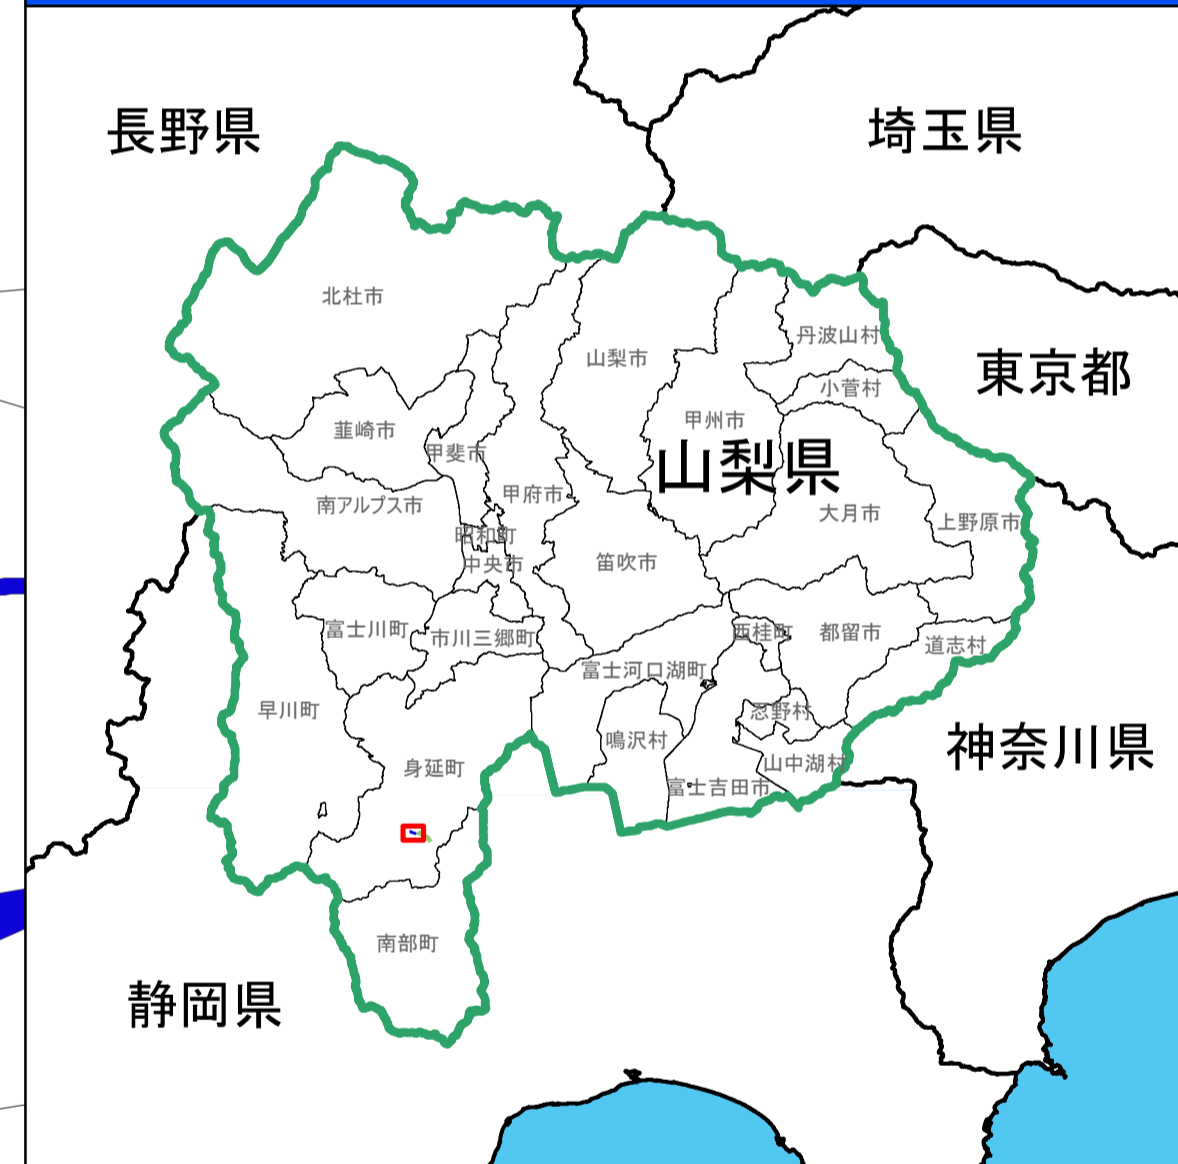 長野県
埼玉県
北杜市
丹波山村
山梨市
東京都
小菅村
甲州市
韮崎市
甲斐市
山梨県
甲府市
南アルプス市
大月市
上野原市
昭和町
中央市
笛吹市
富士川町
市川三郷町
西桂町
都留市
道志村
富士河口湖町
早川町
忍野村
鳴沢村
神奈川県
身延町
山中湖村
富士吉田市
南部町
静岡県